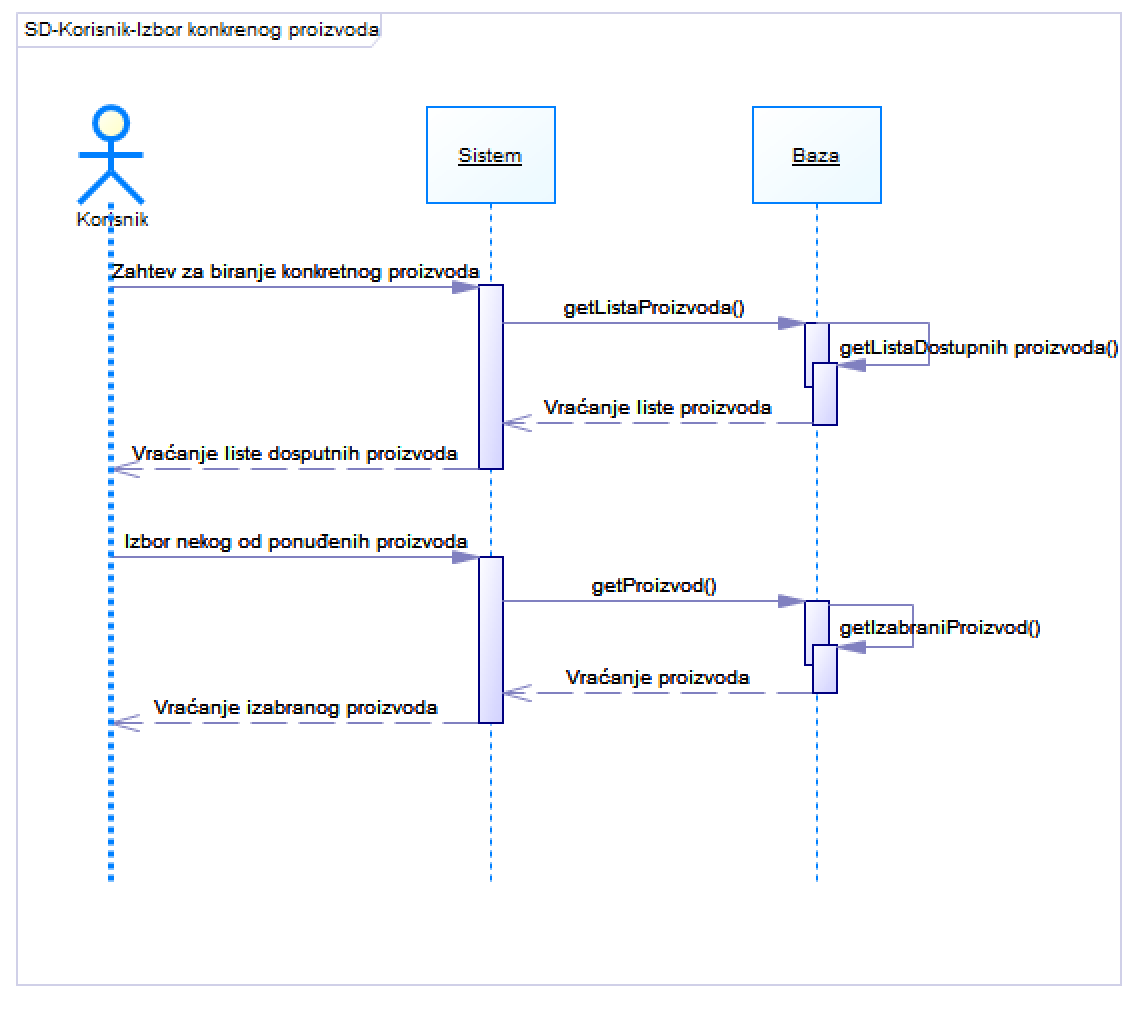 SD-Korisnik-Izbor konkrenog proizvoda
Korisnik
Sistem
Baza
Zahtev za biranje konkretnog proizvoda
getListaProizvoda()
getListaDostupnih proizvoda()
Vraćanje liste proizvoda
Vraćanje liste dosputnih proizvoda
Izbor nekog od ponuđenih proizvoda
getProizvod()
getIzabraniProizvod()
Vraćanje proizvoda
Vraćanje izabranog proizvoda